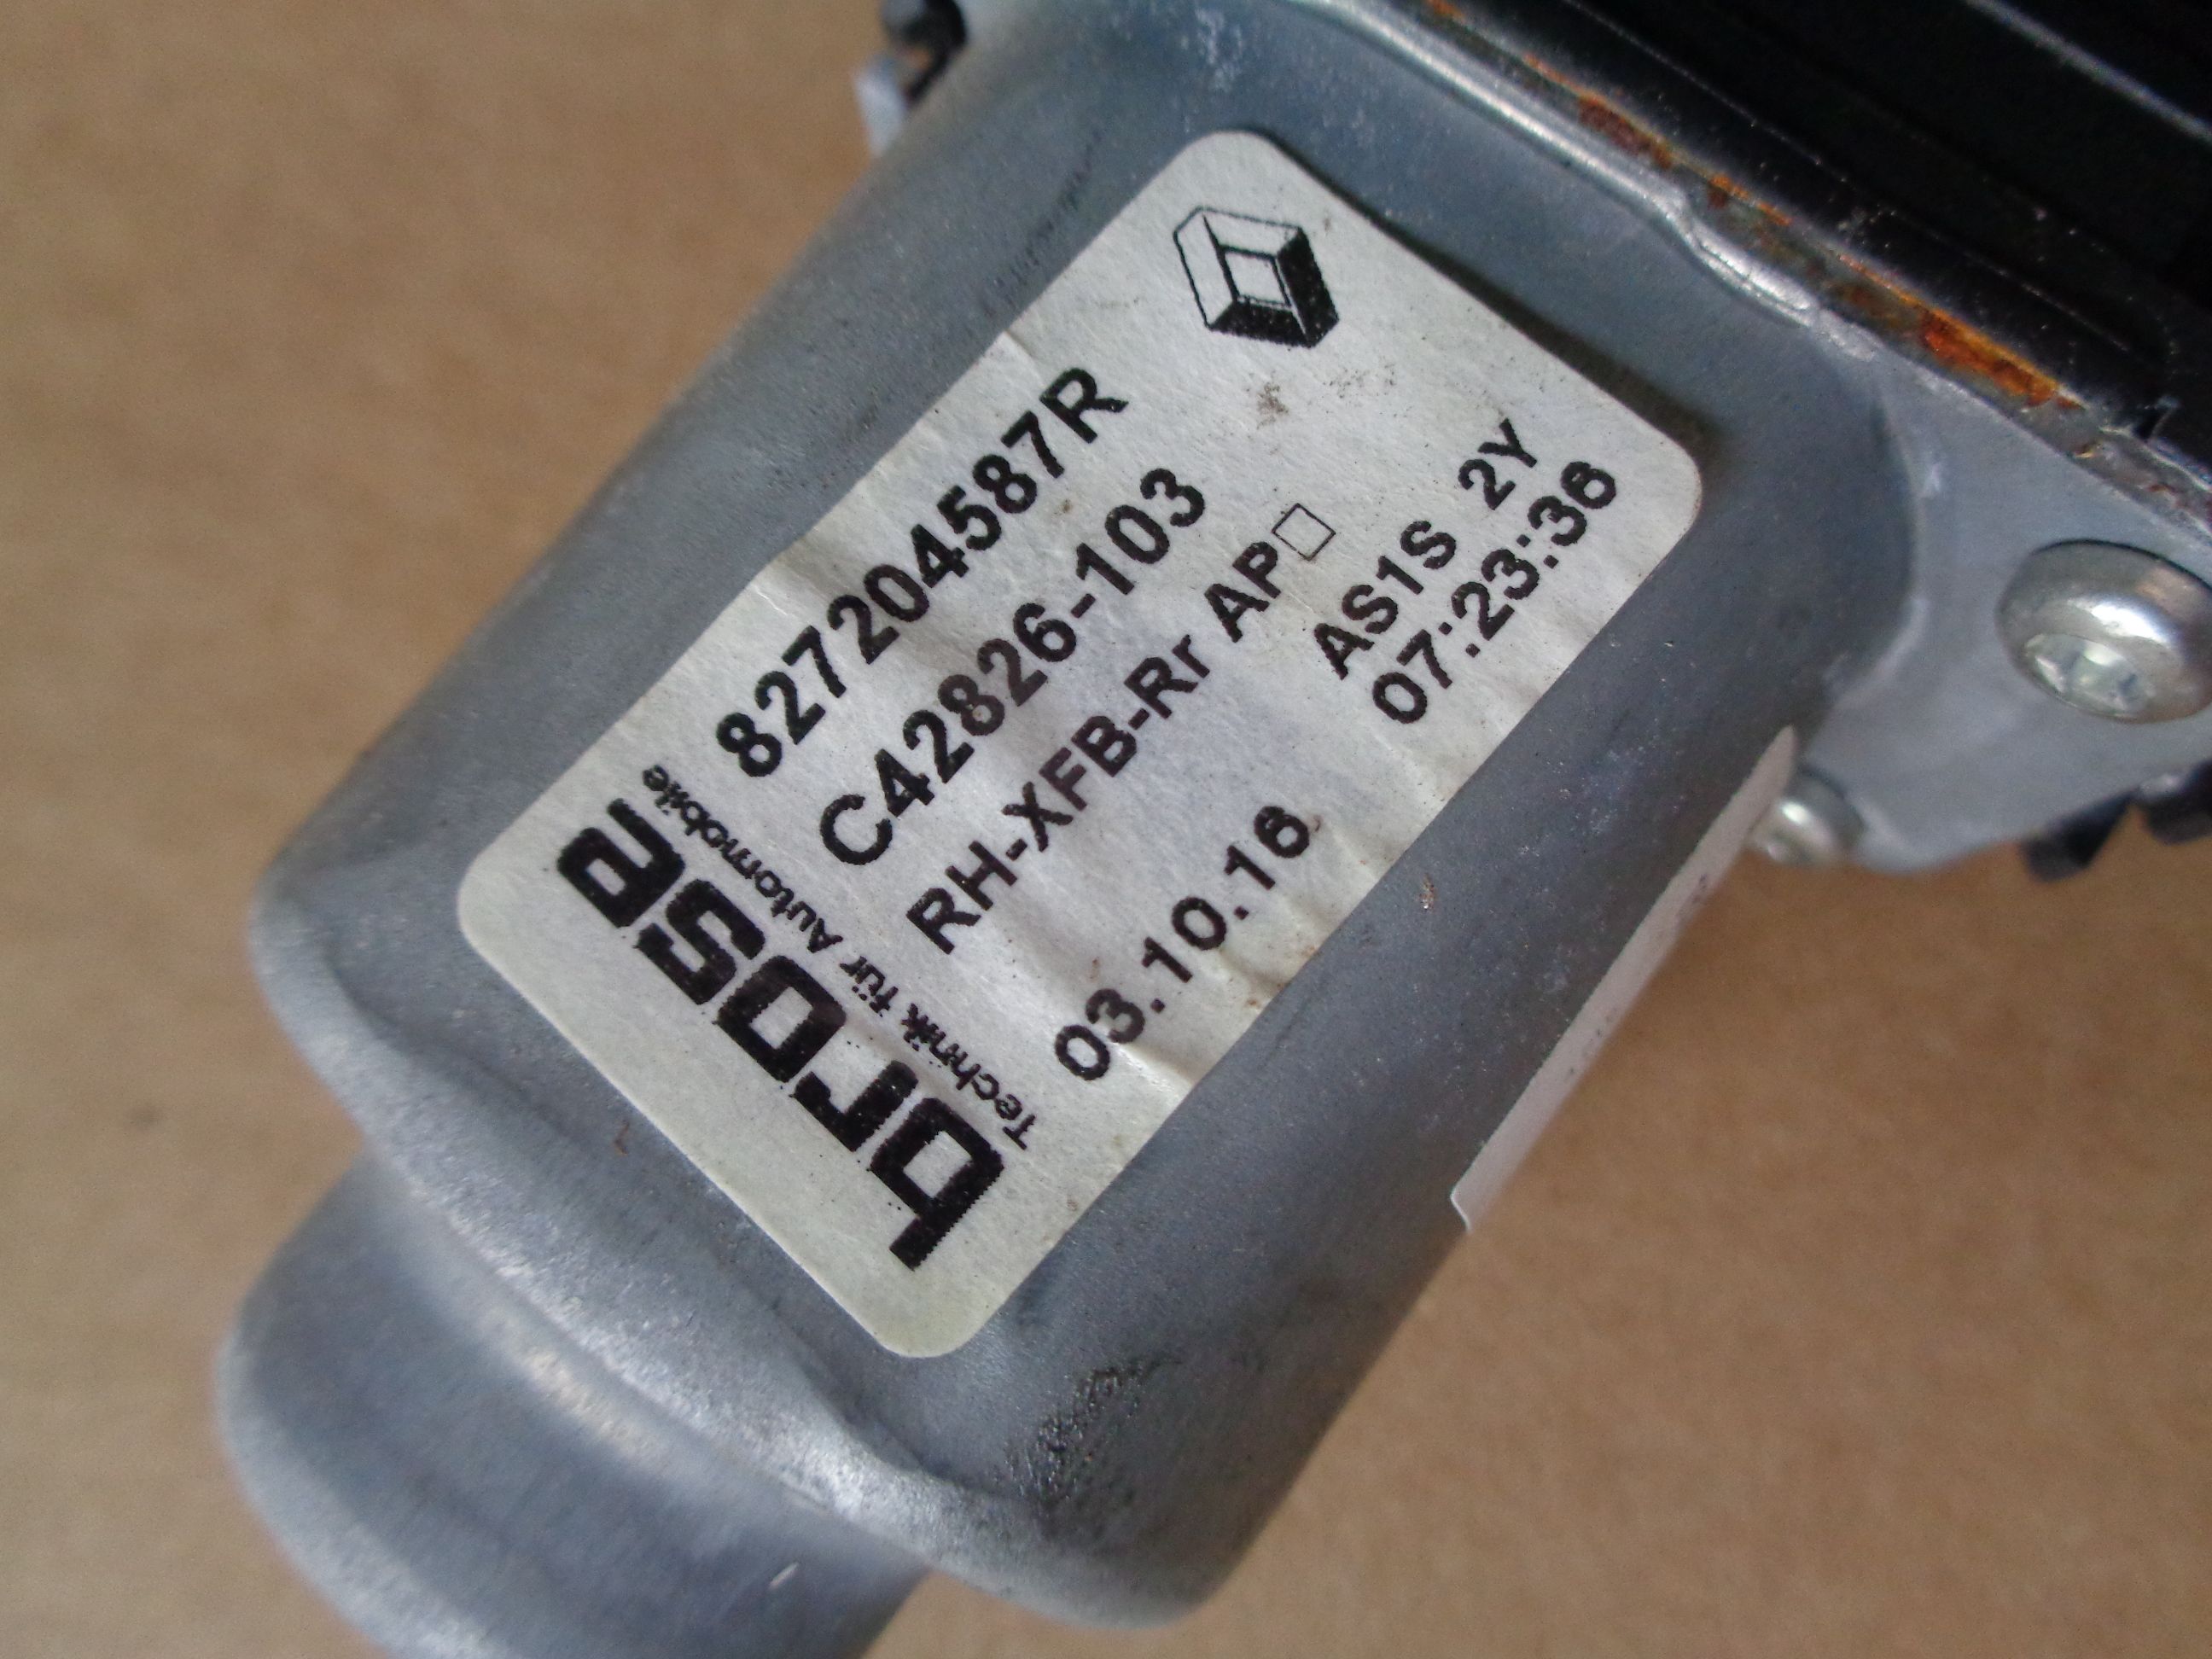 827204587R
C42826-103
RH-XFB-Rr AP□
AS1S 2Y
03.10.16 07:23:36
brose
Technik für Automobile